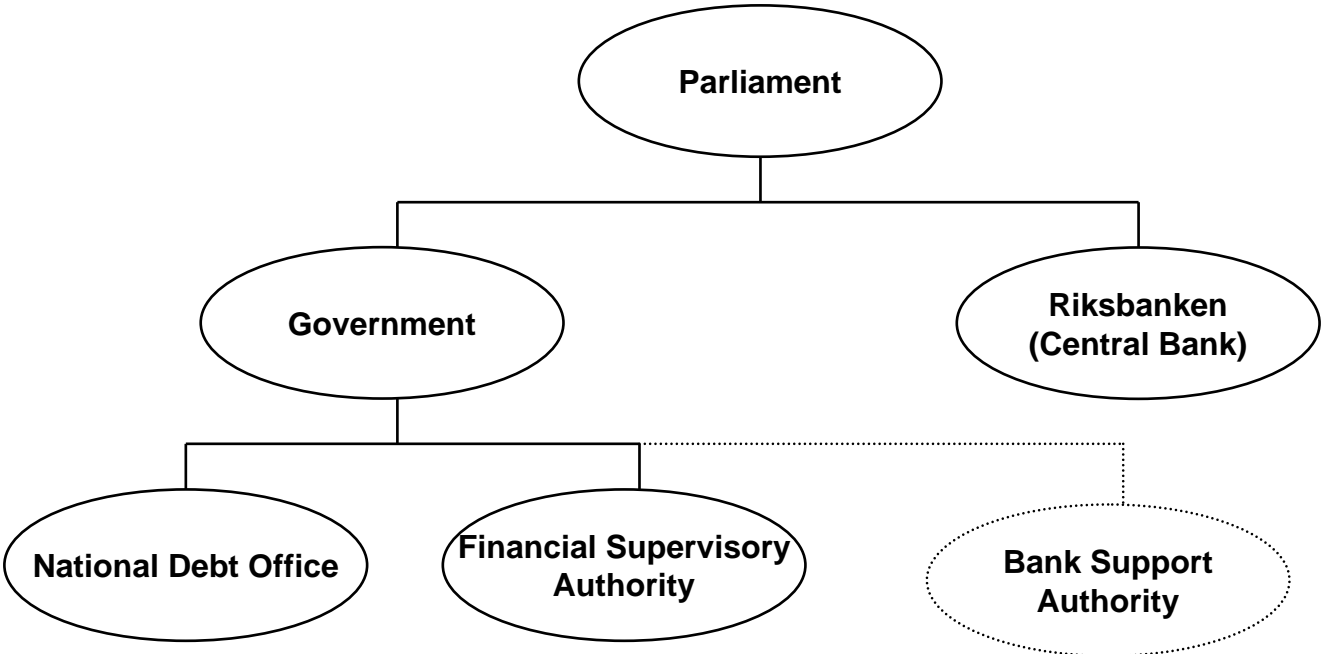 Parliament
Government
Riksbanken
(Central Bank)
National Debt Office
Financial Supervisory
Authority
Bank Support
Authority